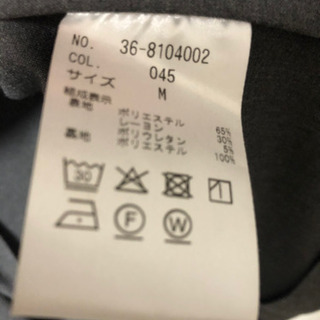 NO. 36-8104002
COL. 045
サイズ M
組成表示
表地 ポリエステル 65%
レーヨン 30%
ポリウレタン 5%
裏地 ポリエステル 100%
30
F W